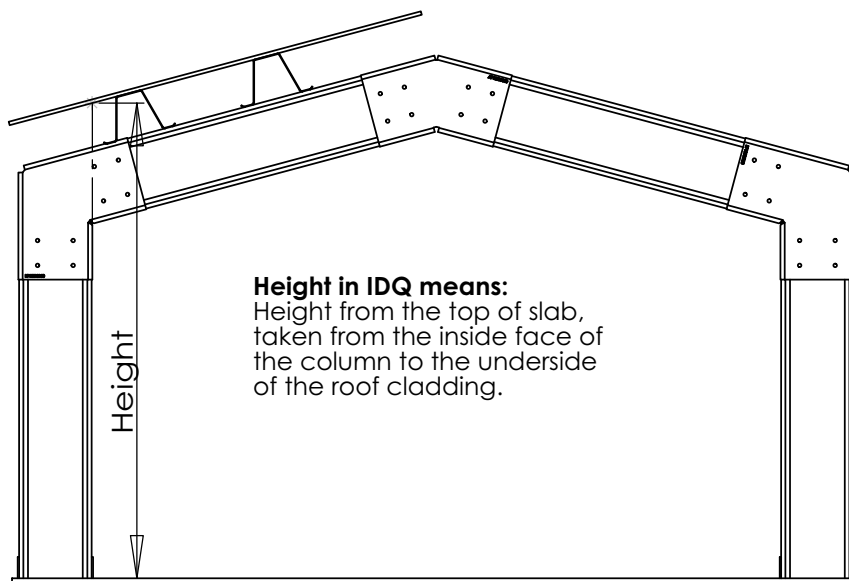 Height in IDQ means:
Height from the top of slab,
taken from the inside face of
the column to the underside
of the roof cladding.
Height